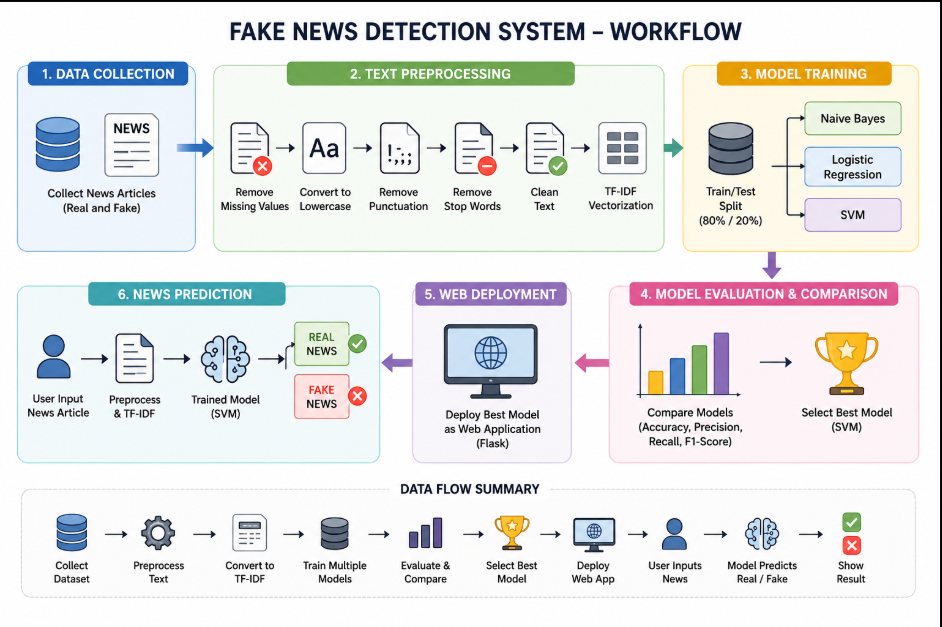 FAKE NEWS DETECTION SYSTEM – WORKFLOW
1. DATA COLLECTION
NEWS
Collect News Articles
(Real and Fake)
2. TEXT PREPROCESSING
Remove
Missing Values
Aa
Convert to
Lowercase
!;;;
Remove
Punctuation
Remove
Stop Words
Clean
Text
TF-IDF
Vectorization
3. MODEL TRAINING
Train/Test
Split
(80% / 20%)
Naive Bayes
Logistic
Regression
SVM
4. MODEL EVALUATION & COMPARISON
Compare Models
(Accuracy, Precision,
Recall, F1-Score)
Select Best Model
(SVM)
5. WEB DEPLOYMENT
Deploy Best Model
as Web Application
(Flask)
6. NEWS PREDICTION
User Input
News Article
Preprocess
& TF-IDF
Trained Model
(SVM)
REAL
NEWS
FAKE
NEWS
DATA FLOW SUMMARY
Collect
Dataset
Preprocess
Text
Convert to
TF-IDF
Train Multiple
Models
Evaluate &
Compare
Select Best
Model
Deploy
Web App
User Inputs
News
Model Predicts
Real / Fake
Show
Result